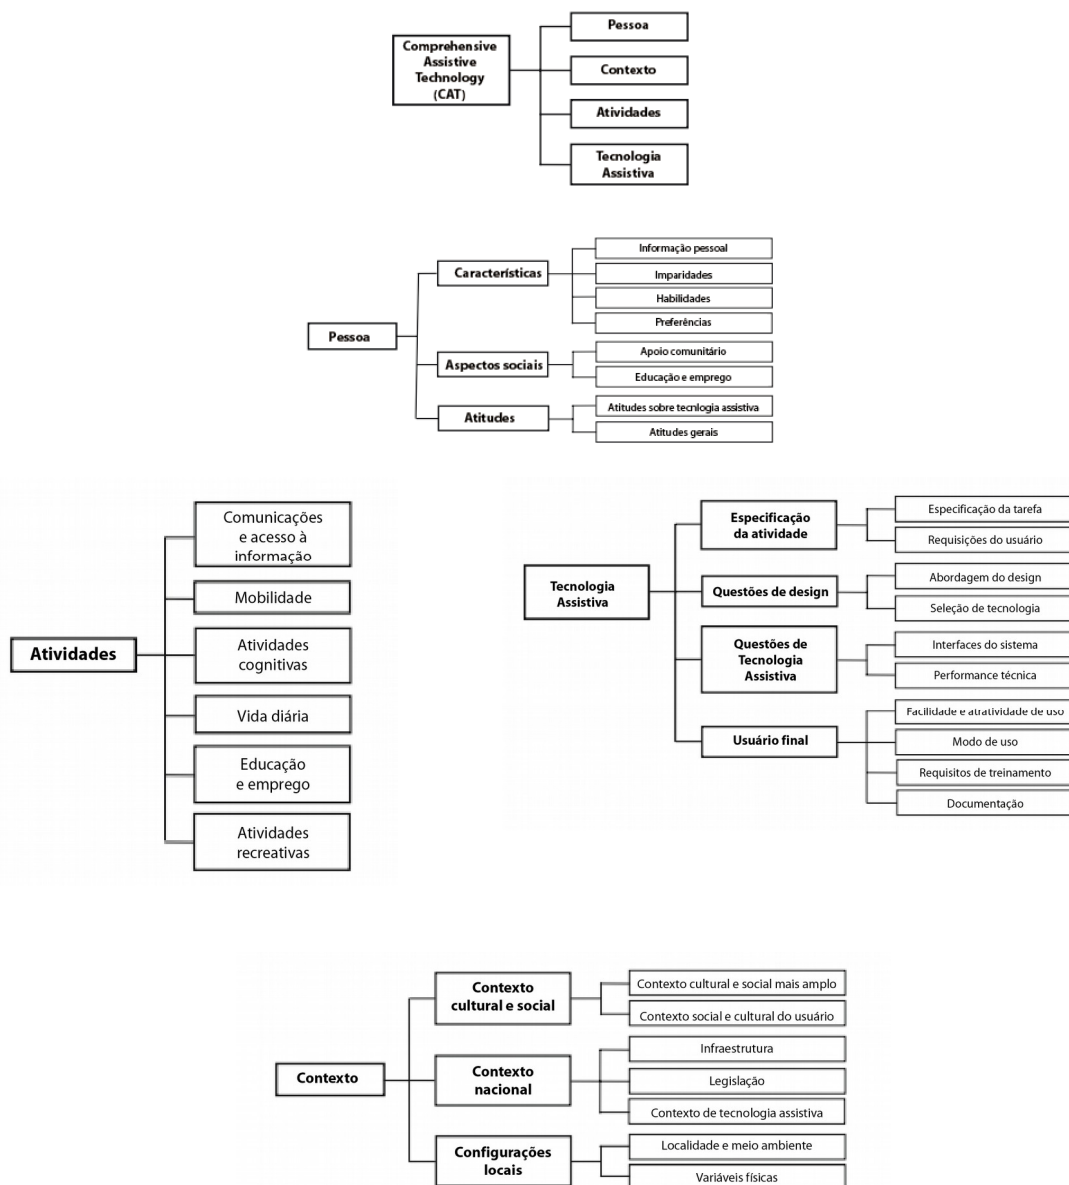 Comprehensive
Assistive
Technology
(CAT)
Pessoa
Contexto
Atividades
Tecnologia
Assistiva
Pessoa
Características
Informação pessoal
Imparidades
Habilidades
Preferências
Aspectos sociais
Apoio comunitário
Educação e emprego
Atitudes
Atitudes sobre tecnlogia assistiva
Atitudes gerais
Atividades
Comunicações
e acesso à
informação
Mobilidade
Atividades
cognitivas
Vida diária
Educação
e emprego
Atividades
recreativas
Tecnologia
Assistiva
Especificação
da atividade
Especificação da tarefa
Requisições do usuário
Questões de design
Abordagem do design
Seleção de tecnologia
Questões de
Tecnologia
Assistiva
Interfaces do sistema
Performance técnica
Usuário final
Facilidade e atratividade de uso
Modo de uso
Requisitos de treinamento
Documentação
Contexto
Contexto
cultural e social
Contexto cultural e social mais amplo
Contexto social e cultural do usuário
Contexto
nacional
Infraestrutura
Legislação
Contexto de tecnologia assistiva
Configurações
locais
Localidade e meio ambiente
Variáveis físicas